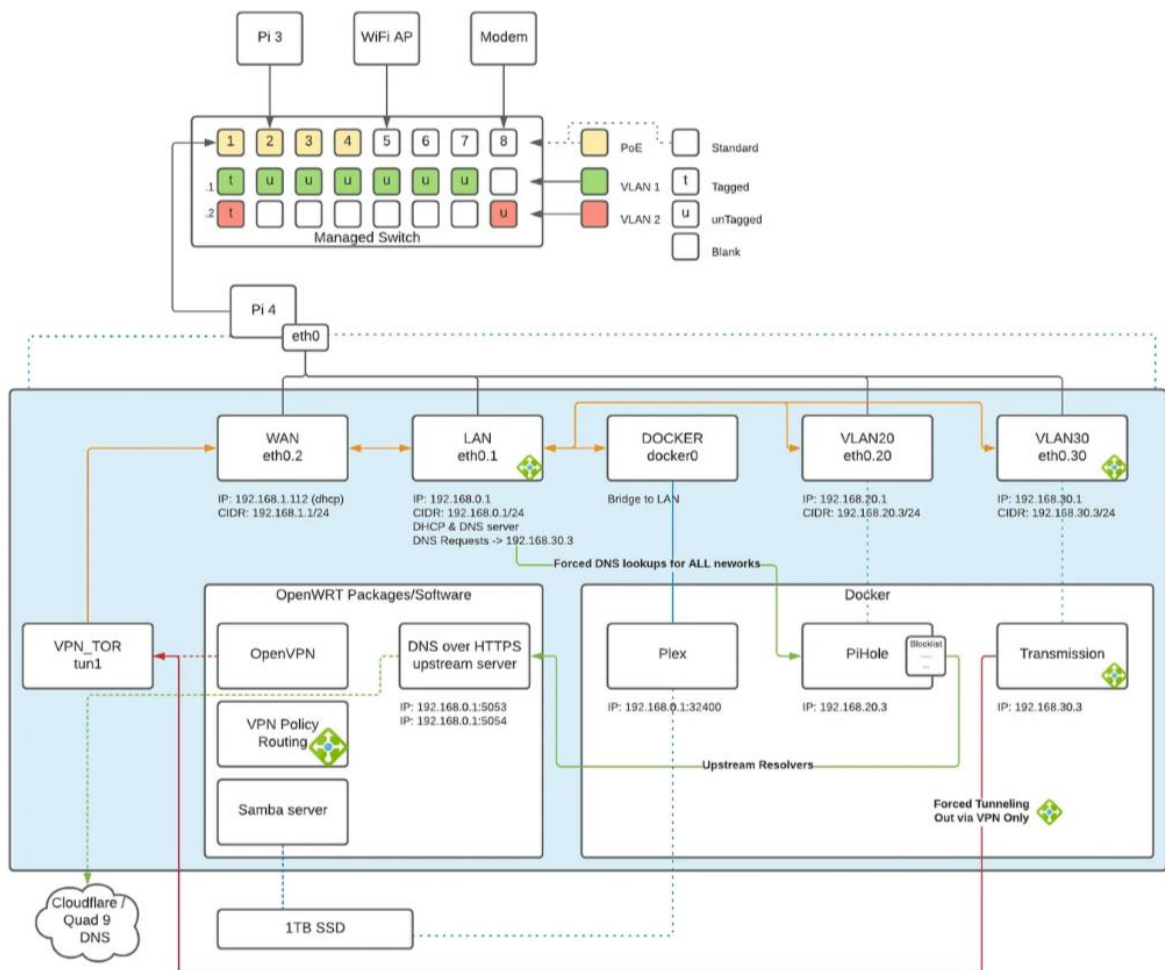 Pi 3
WiFi AP
Modem
1 2 3 4 5 6 7 8
PoE
Standard
.1 t u u u u u u
VLAN 1
t
Tagged
.2 t u
VLAN 2
u
unTagged
Managed Switch
Blank
Pi 4
eth0
WAN
eth0.2
LAN
eth0.1
DOCKER
docker0
VLAN20
eth0.20
VLAN30
eth0.30
IP: 192.168.1.112 (dhcp)
CIDR: 192.168.1.1/24
IP: 192.168.0.1
CIDR: 192.168.0.1/24
DHCP & DNS server
DNS Requests -> 192.168.30.3
Bridge to LAN
IP: 192.168.20.1
CIDR: 192.168.20.3/24
IP: 192.168.30.1
CIDR: 192.168.30.3/24
Forced DNS lookups for ALL neworks
OpenWRT Packages/Software
Docker
VPN_TOR
tun1
OpenVPN
DNS over HTTPS
upstream server
Plex
PiHole
Blocklist
.....
...
Transmission
IP: 192.168.0.1:5053
IP: 192.168.0.1:5054
IP: 192.168.0.1:32400
IP: 192.168.20.3
IP: 192.168.30.3
VPN Policy
Routing
Upstream Resolvers
Samba server
Forced Tunneling
Out via VPN Only
Cloudflare /
Quad 9
DNS
1TB SSD